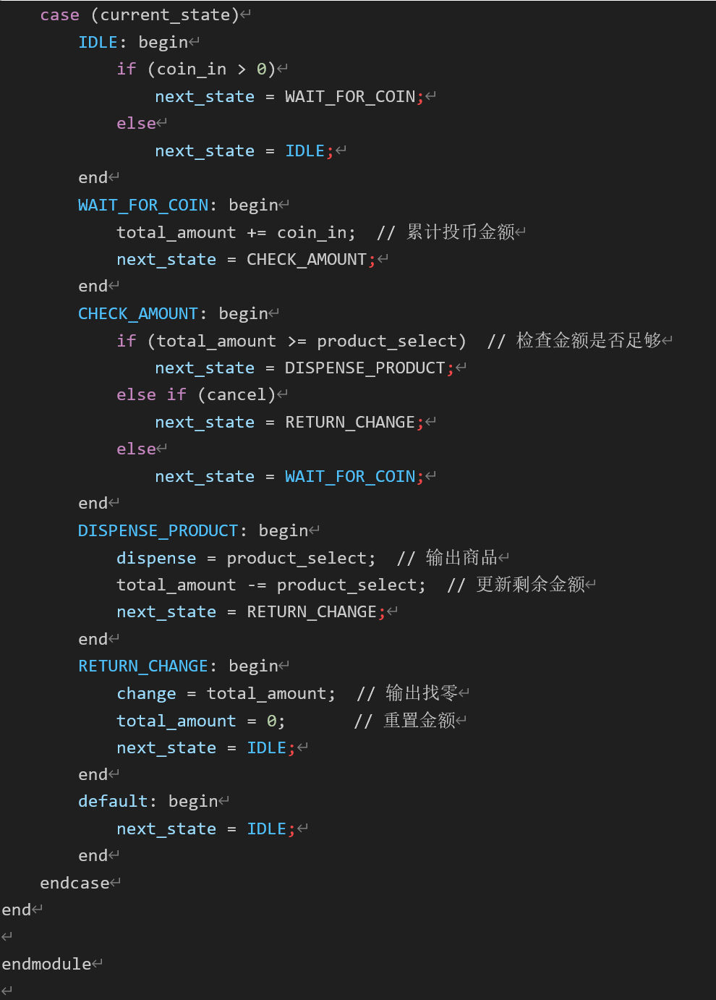 case (current_state)↵
IDLE: begin↵
if (coin_in > 0)↵
next_state = WAIT_FOR_COIN;↵
else↵
next_state = IDLE;↵
end↵
WAIT_FOR_COIN: begin↵
total_amount += coin_in;  // 累计投币金额↵
next_state = CHECK_AMOUNT;↵
end↵
CHECK_AMOUNT: begin↵
if (total_amount >= product_select)  // 检查金额是否足够↵
next_state = DISPENSE_PRODUCT;↵
else if (cancel)↵
next_state = RETURN_CHANGE;↵
else↵
next_state = WAIT_FOR_COIN;↵
end↵
DISPENSE_PRODUCT: begin↵
dispense = product_select;  // 输出商品↵
total_amount -= product_select;  // 更新剩余金额↵
next_state = RETURN_CHANGE;↵
end↵
RETURN_CHANGE: begin↵
change = total_amount;  // 输出找零↵
total_amount = 0;       // 重置金额↵
next_state = IDLE;↵
end↵
default: begin↵
next_state = IDLE;↵
end↵
endcase↵
end↵
↵
endmodule↵
↵